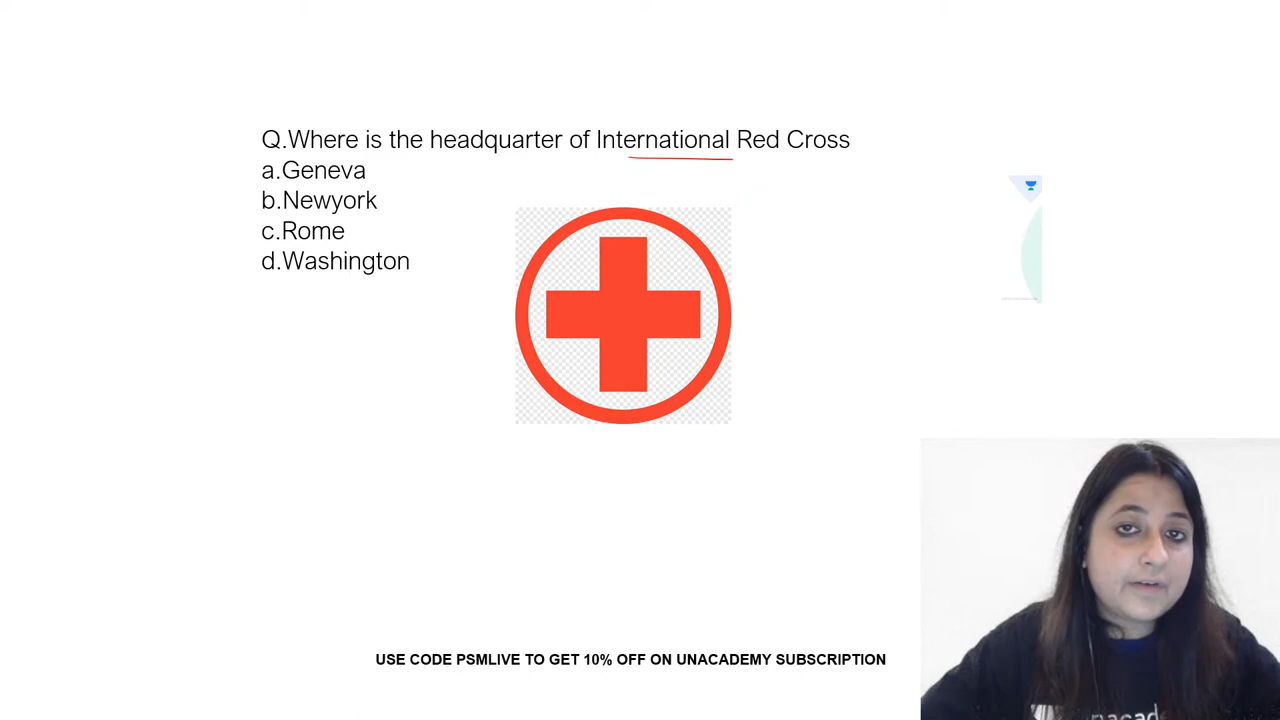 Q.Where is the headquarter of International Red Cross
a.Geneva
b.Newyork
c.Rome
d.Washington
USE CODE PSMLIVE TO GET 10% OFF ON UNACADEMY SUBSCRIPTION